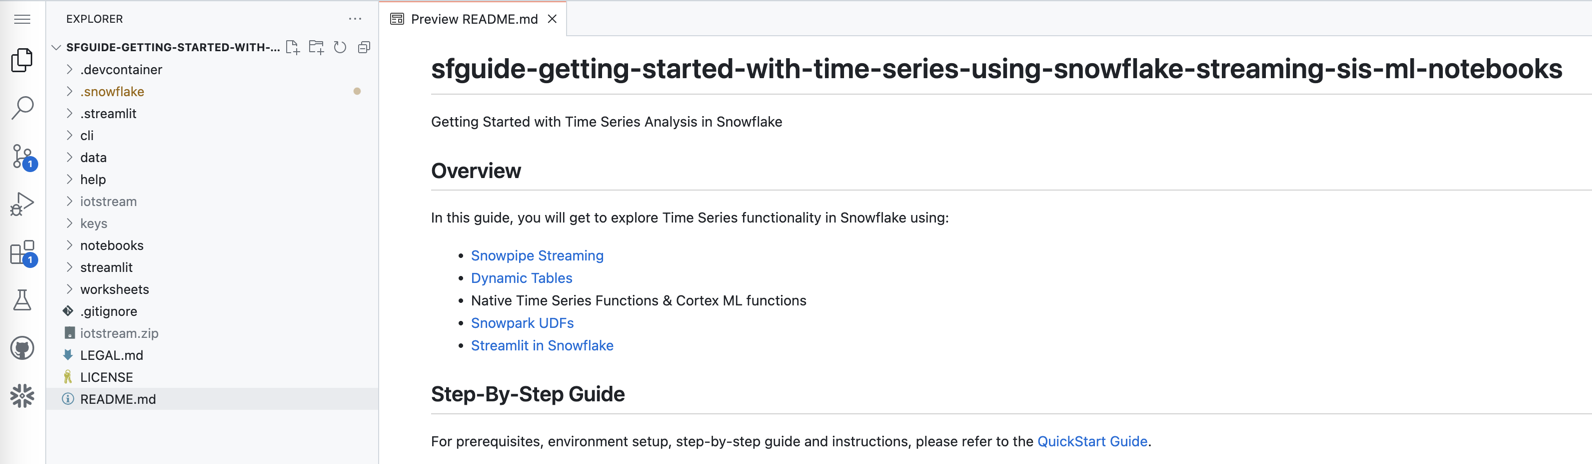 EXPLORER
SFGUIDE-GETTING-STARTED-WITH-...
.devcontainer
.snowflake
.streamlit
cli
data
help
iotstream
keys
notebooks
streamlit
worksheets
.gitignore
iotstream.zip
LEGAL.md
LICENSE
README.md
1
1
Preview README.md
sfguide-getting-started-with-time-series-using-snowflake-streaming-sis-ml-notebooks
Getting Started with Time Series Analysis in Snowflake
Overview
In this guide, you will get to explore Time Series functionality in Snowflake using:
• Snowpipe Streaming
• Dynamic Tables
• Native Time Series Functions & Cortex ML functions
• Snowpark UDFs
• Streamlit in Snowflake
Step-By-Step Guide
For prerequisites, environment setup, step-by-step guide and instructions, please refer to the QuickStart Guide.